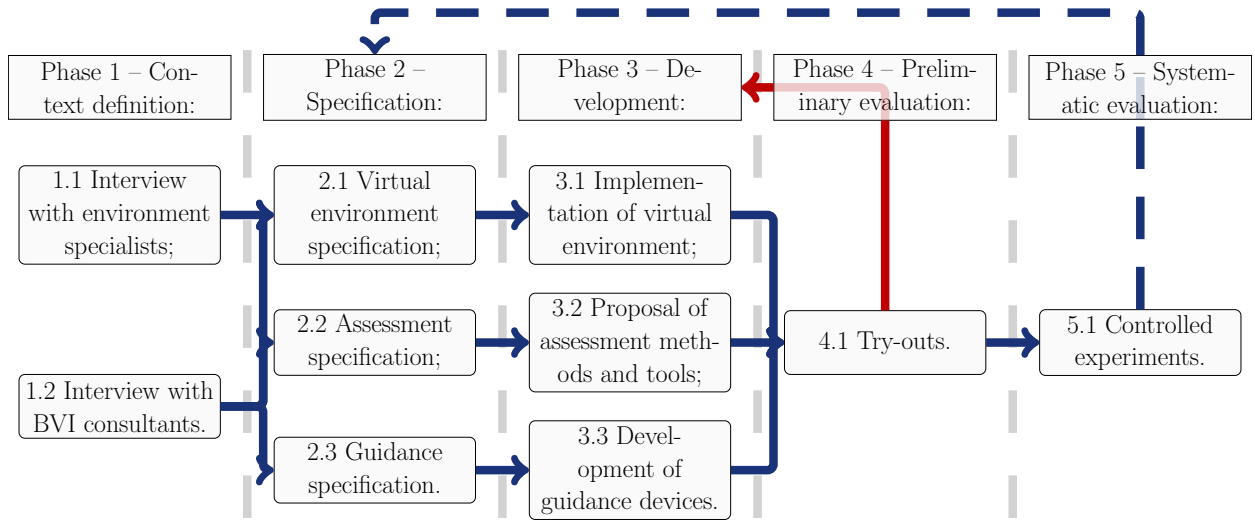 Phase 1 – Con-
text definition:
Phase 2 –
Specification:
Phase 3 – De-
velopment:
Phase 4 – Prelim-
inary evaluation:
Phase 5 – System-
atic evaluation:
1.1 Interview
with environment
specialists;
1.2 Interview with
BVI consultants.
2.1 Virtual
environment
specification;
2.2 Assessment
specification;
2.3 Guidance
specification.
3.1 Implemen-
tation of virtual
environment;
3.2 Proposal of
assessment meth-
ods and tools;
3.3 Devel-
opment of
guidance devices.
4.1 Try-outs.
5.1 Controlled
experiments.